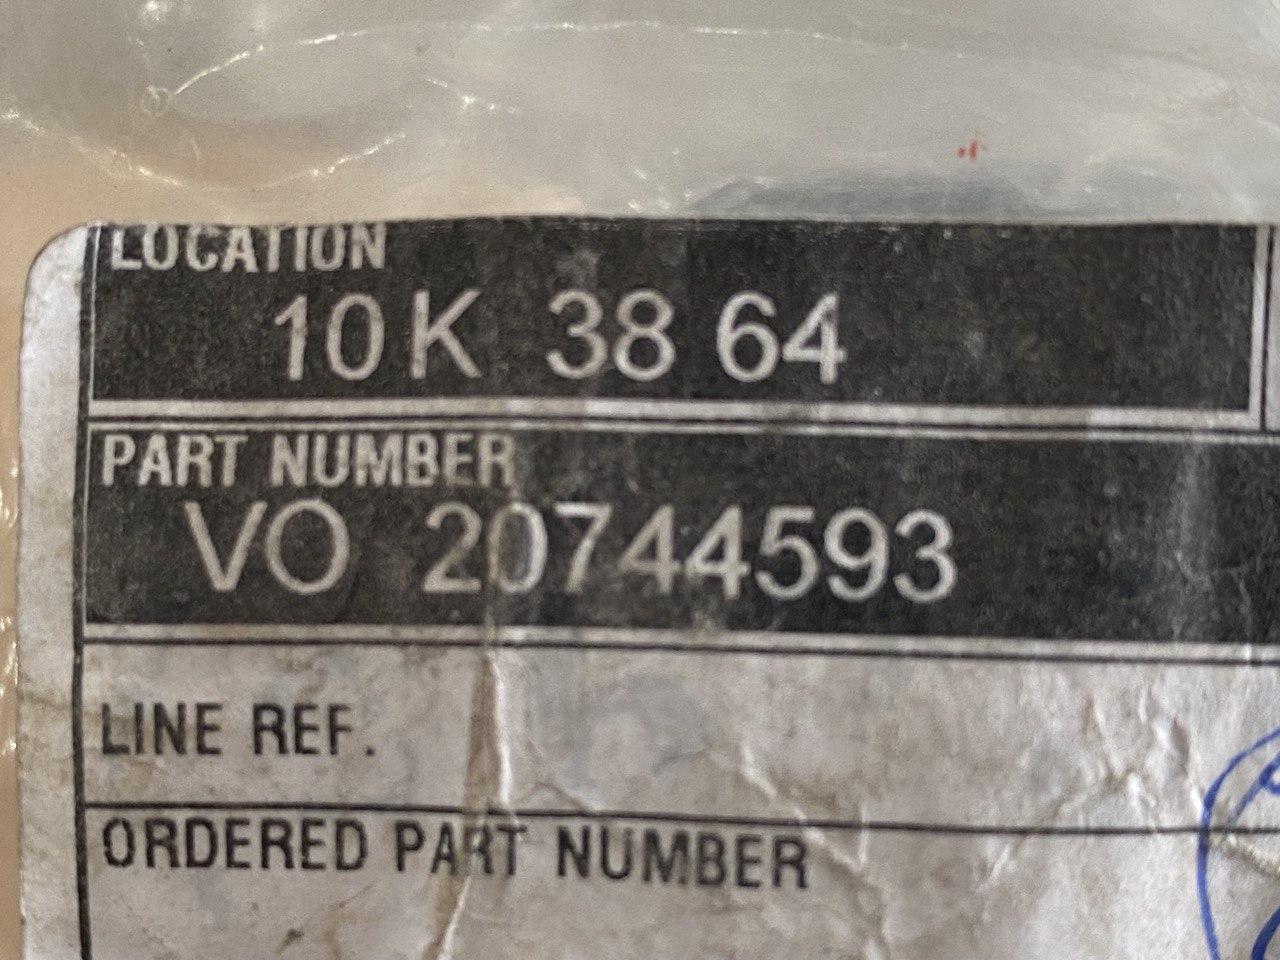 LOCATION
10 K 38 64
PART NUMBER
VO 20744593
LINE REF.
ORDERED PART NUMBER